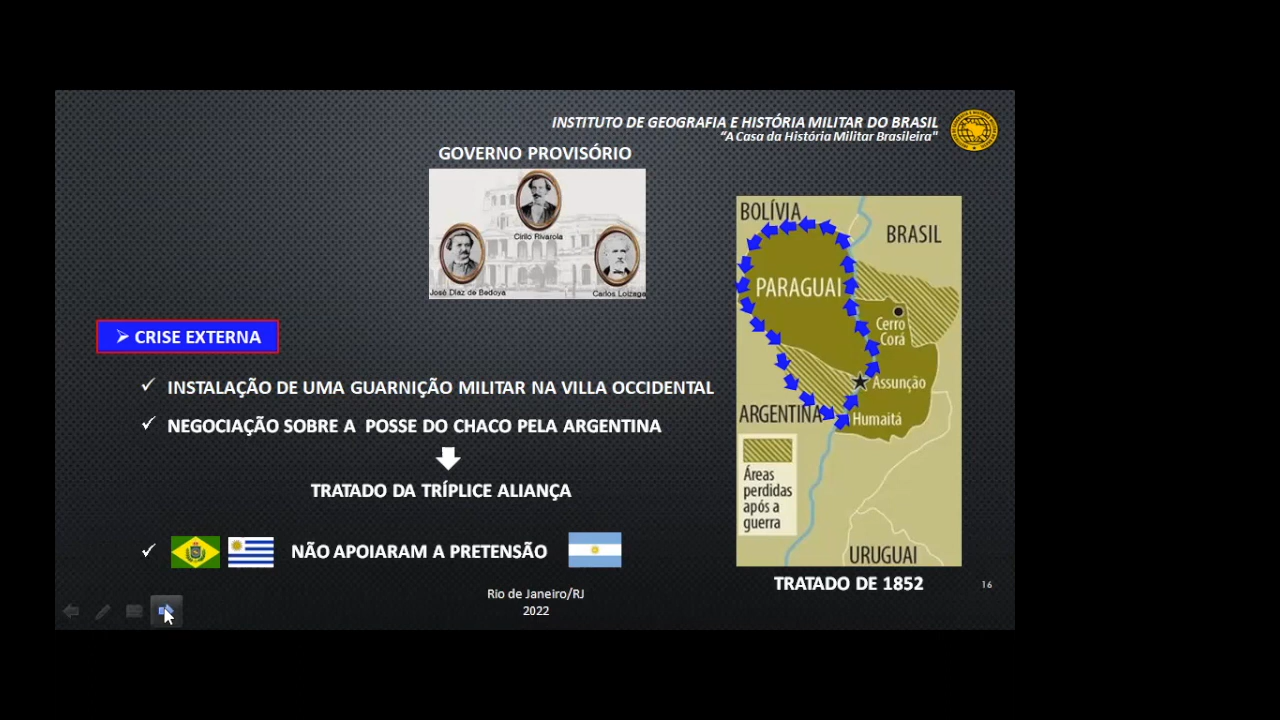 INSTITUTO DE GEOGRAFIA E HISTÓRIA MILITAR DO BRASIL
“A Casa da História Militar Brasileira"
GOVERNO PROVISÓRIO
Cirilo Rivarola
José Díaz de Bedoya
Carlos Loizaga
CRISE EXTERNA
INSTALAÇÃO DE UMA GUARNIÇÃO MILITAR NA VILLA OCCIDENTAL
NEGOCIAÇÃO SOBRE A POSSE DO CHACO PELA ARGENTINA
TRATADO DA TRÍPLICE ALIANÇA
NÃO APOIARAM A PRETENSÃO
BOLÍVIA
BRASIL
PARAGUAI
Cerro
Corá
Assunção
ARGENTINA
Humaitá
Áreas
perdidas
após a
guerra
URUGUAI
TRATADO DE 1852
16
Rio de Janeiro/RJ
2022